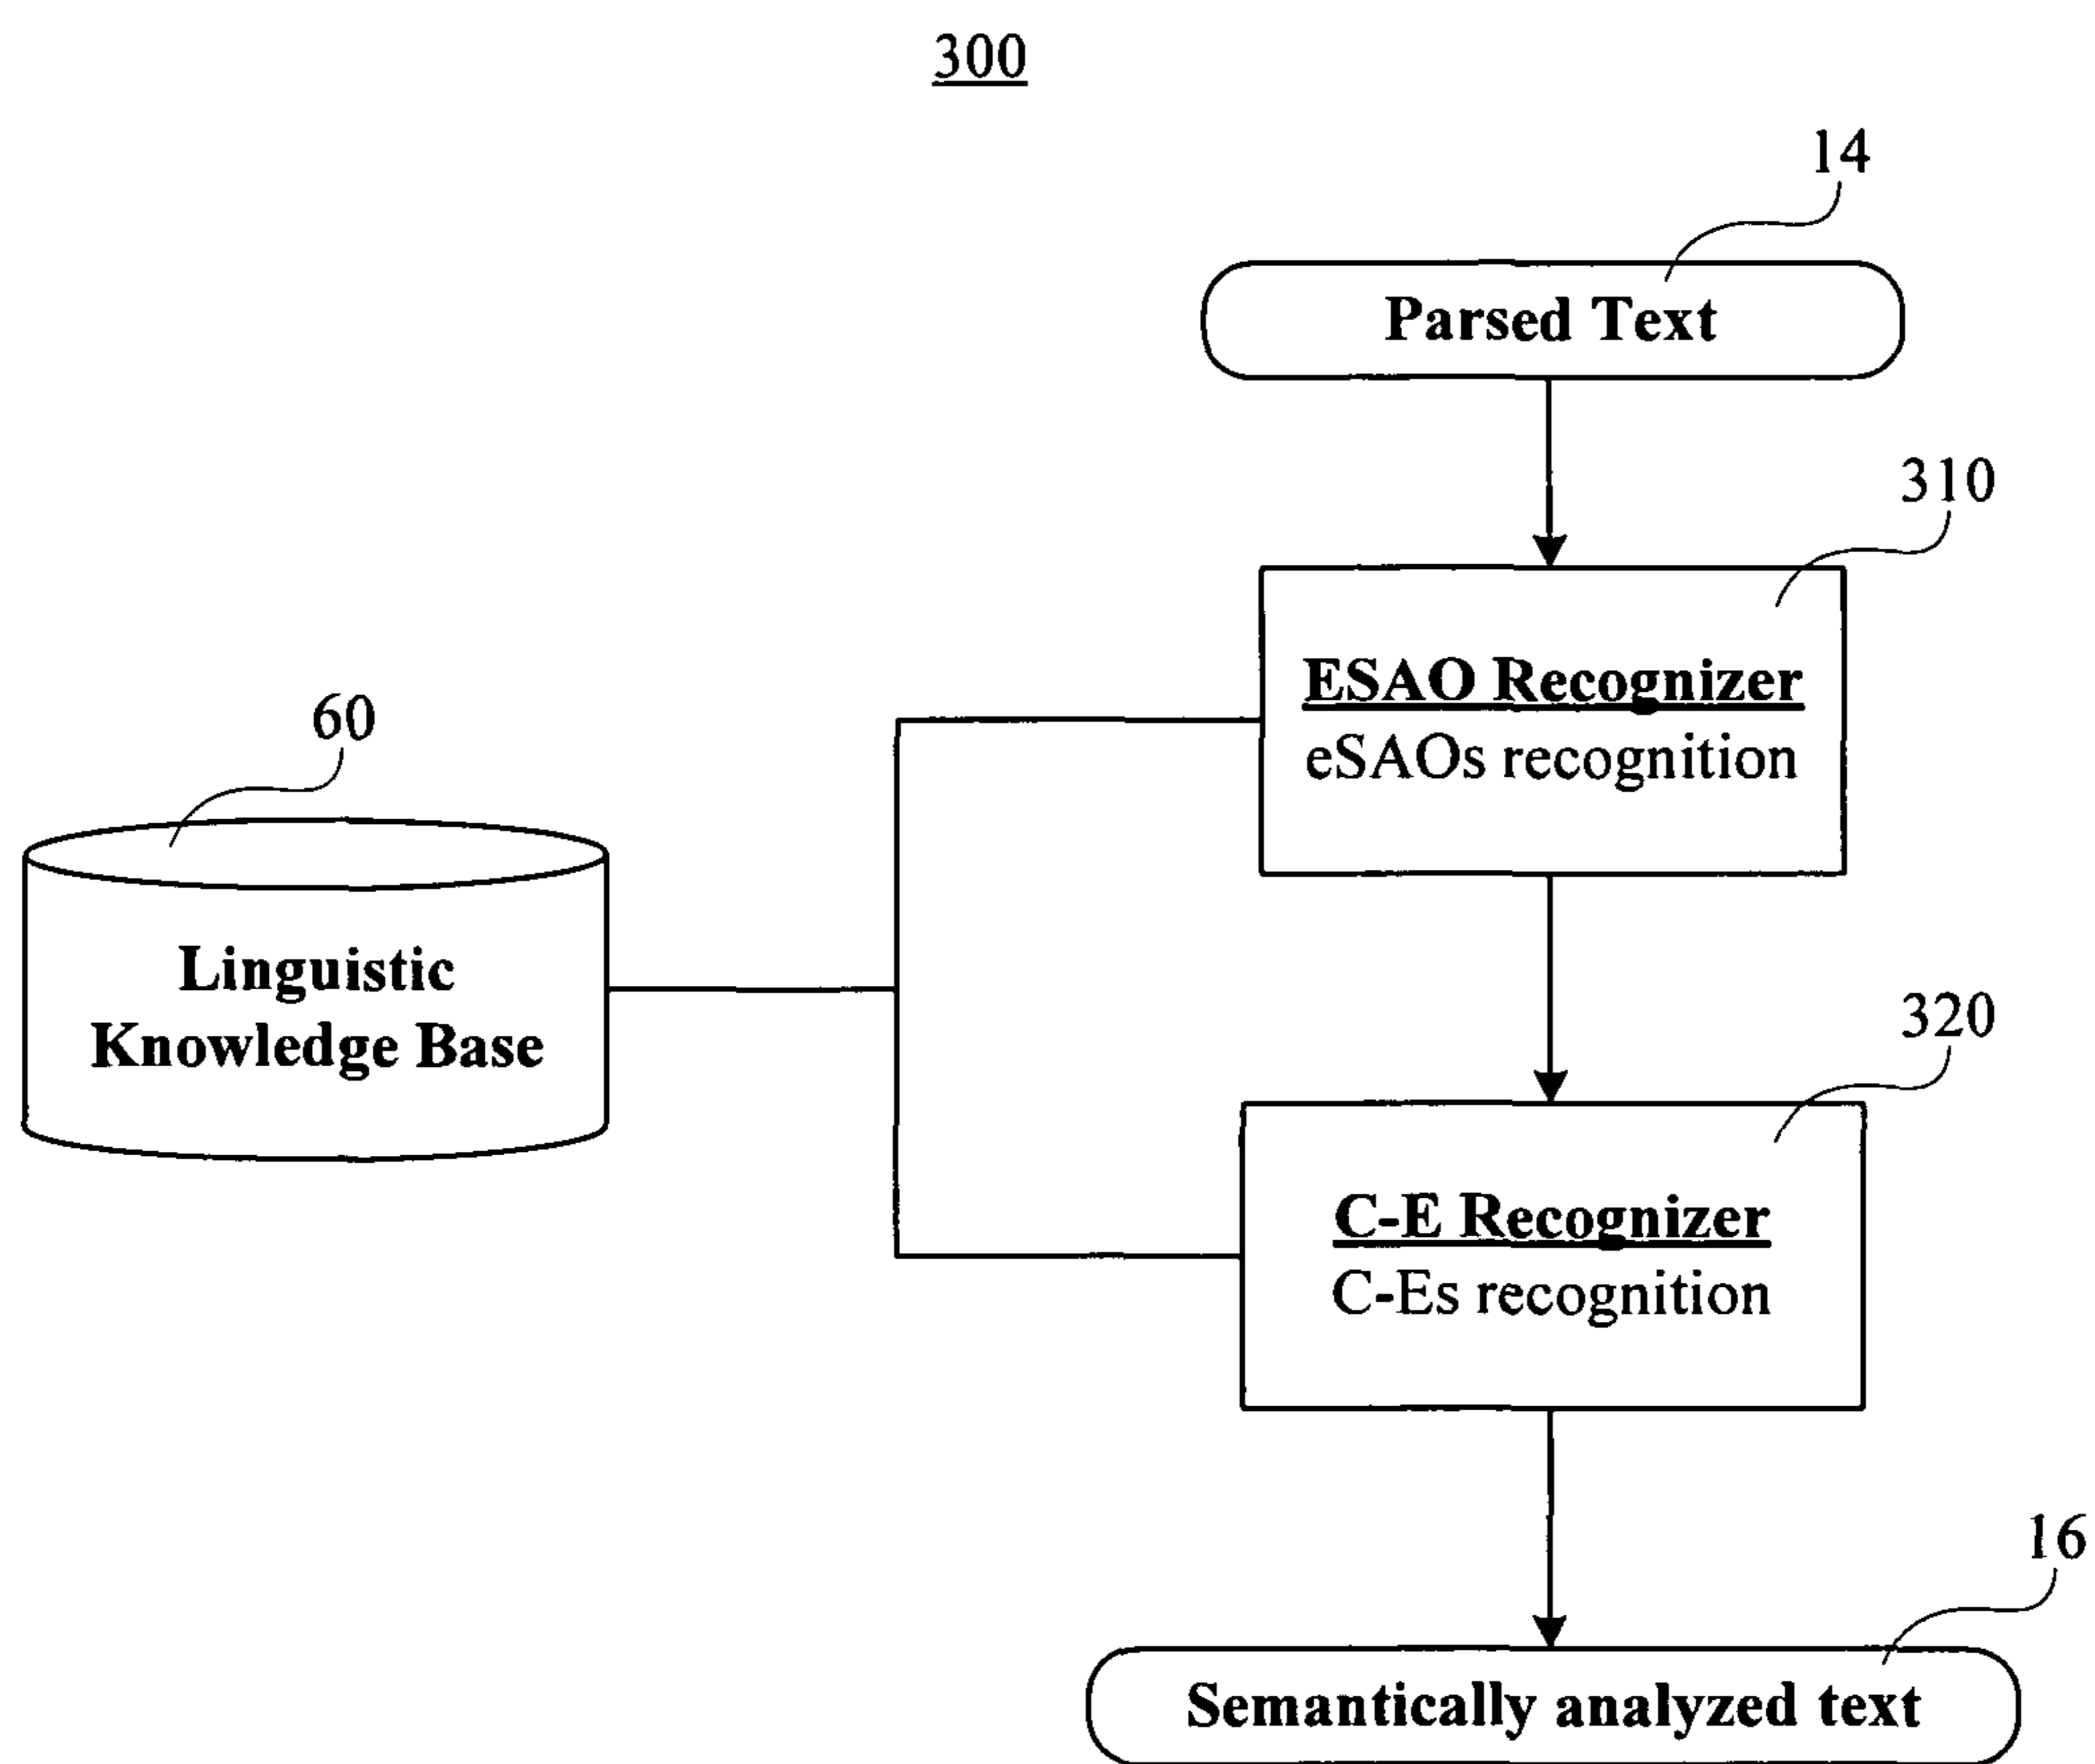 300
14
Parsed Text
310
ESAO Recognizer
eSAOs recognition
60
Linguistic
Knowledge Base
320
C-E Recognizer
C-Es recognition
16
Semantically analyzed text